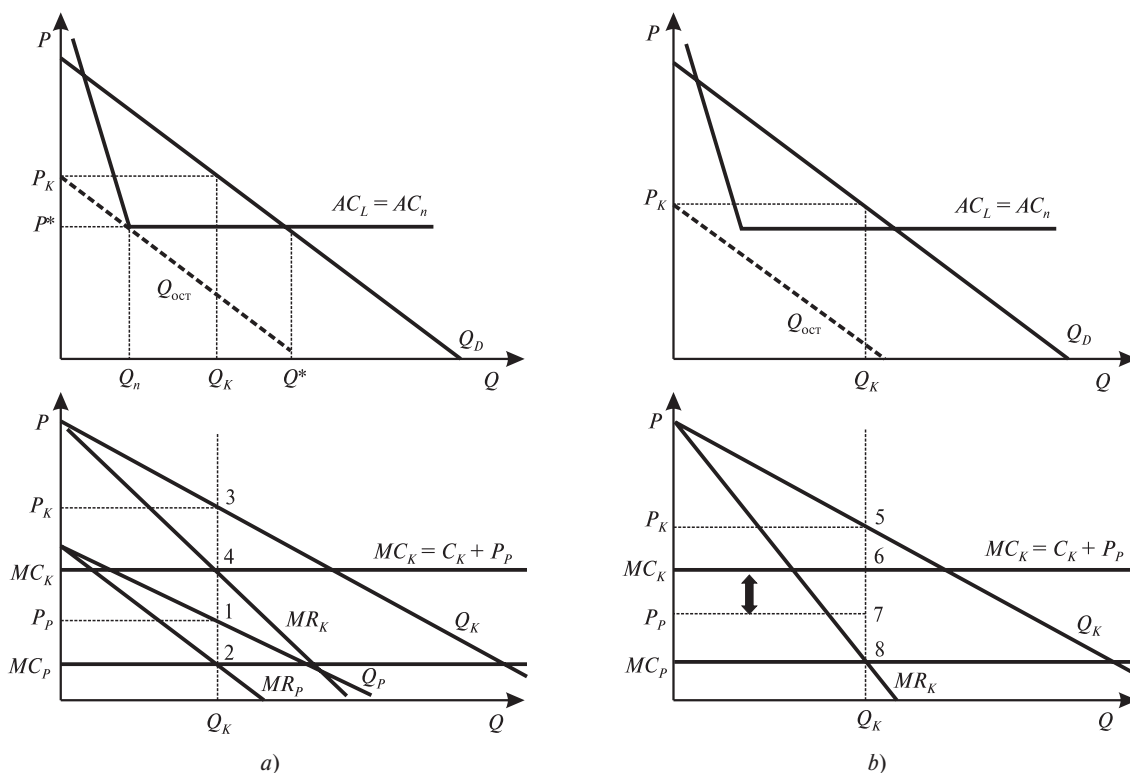 P
P_K
P*
AC_L = AC_n
Q_ост
Q_D
Q_n
Q_K
Q*
Q
P
P_K
AC_L = AC_n
Q_ост
Q_D
Q_K
Q
P
3
P_K
4
MC_K = C_K + P_P
MC_K
1
P_P
MR_K
Q_K
2
MC_P
MR_P
Q_P
Q_K
Q
a)
P
5
P_K
6
MC_K = C_K + P_P
MC_K
7
P_P
Q_K
8
MC_P
MR_K
Q_K
Q
b)